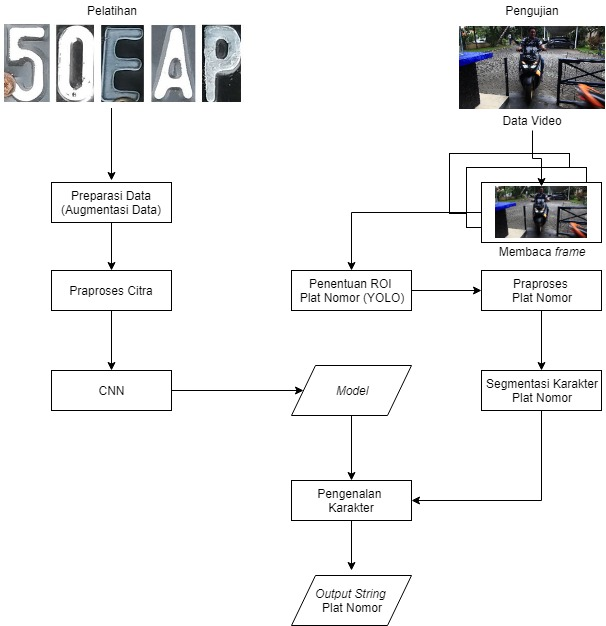 Pelatihan
Pengujian
5 0 E A P
Data Video
Preparasi Data
(Augmentasi Data)
Membaca frame
Praproses Citra
Penentuan ROI
Plat Nomor (YOLO)
Praproses
Plat Nomor
CNN
Model
Segmentasi Karakter
Plat Nomor
Pengenalan
Karakter
Output String
Plat Nomor